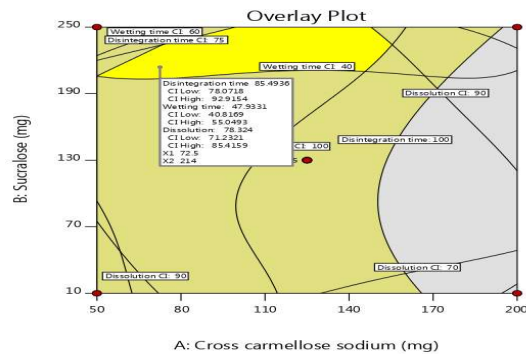 Overlay Plot
250
190
130
70
10
B: Sucralose (mg)
Wetting time CI: 60
Disintegration time CI: 75
Wetting time CI: 40
Disintegration time 85.4936
CI Low: 78.0718
CI High: 92.9154
Wetting time: 47.9331
CI Low: 40.8169
CI High: 55.0493
Dissolution: 78.324
CI Low: 71.2321
CI High: 85.4159
X1 72.5
X2 214
Dissolution CI: 90
Disintegration time: 100
CI: 100
5
Dissolution CI: 90
Dissolution CI: 70
50
80
110
140
170
200
A: Cross carmellose sodium (mg)